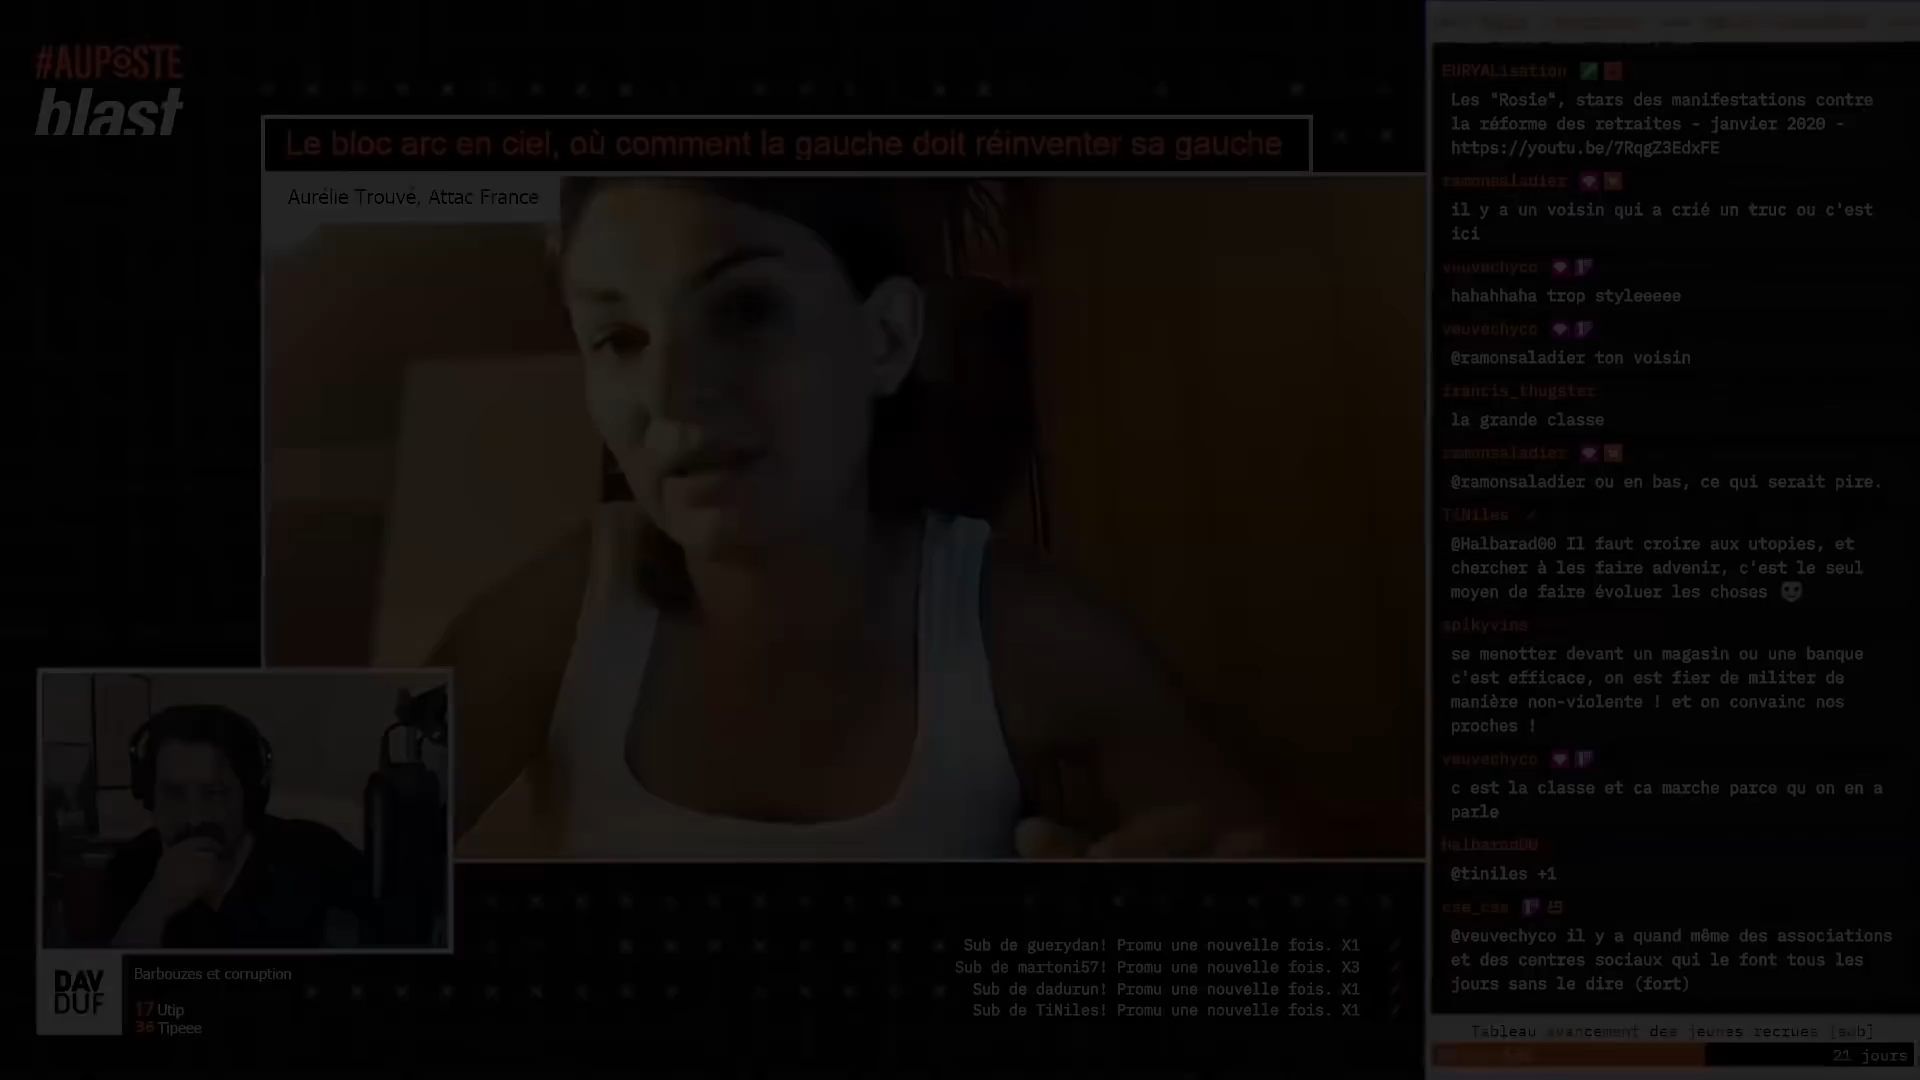 #AUPOSTE
blast
Le bloc arc en ciel, où comment la gauche doit réinventer sa gauche
Aurélie Trouvé, Attac France
EURYALisation
Les "Rosie", stars des manifestations contre
la réforme des retraites - janvier 2020 -
https://youtu.be/7RqgZ3EdxFE
ramonsaladier
il y a un voisin qui a crié un truc ou c'est
ici
veuvechyco
hahahhaha trop styleeeee
veuvechyco
@ramonsaladier ton voisin
francis_thugster
la grande classe
ramonsaladier
@ramonsaladier ou en bas, ce qui serait pire.
TiNiles
@Halbarad00 Il faut croire aux utopies, et
chercher à les faire advenir, c'est le seul
moyen de faire évoluer les choses
spikyvins
se menotter devant un magasin ou une banque
c'est efficace, on est fier de militer de
manière non-violente ! et on convainc nos
proches !
veuvechyco
c est la classe et ca marche parce qu on en a
parle
halbarad00
@tiniles +1
cse_cse
@veuvechyco il y a quand même des associations
et des centres sociaux qui le font tous les
jours sans le dire (fort)
Tableau avancement des jeunes recrues [sub]
21 jours
Sub de guerydan! Promu une nouvelle fois. X1
Sub de martoni57! Promu une nouvelle fois. X3
Sub de dadurun! Promu une nouvelle fois. X1
Sub de TiNiles! Promu une nouvelle fois. X1
DAV
DUF
Barbouzes et corruption
17 Utip
36 Tipeee